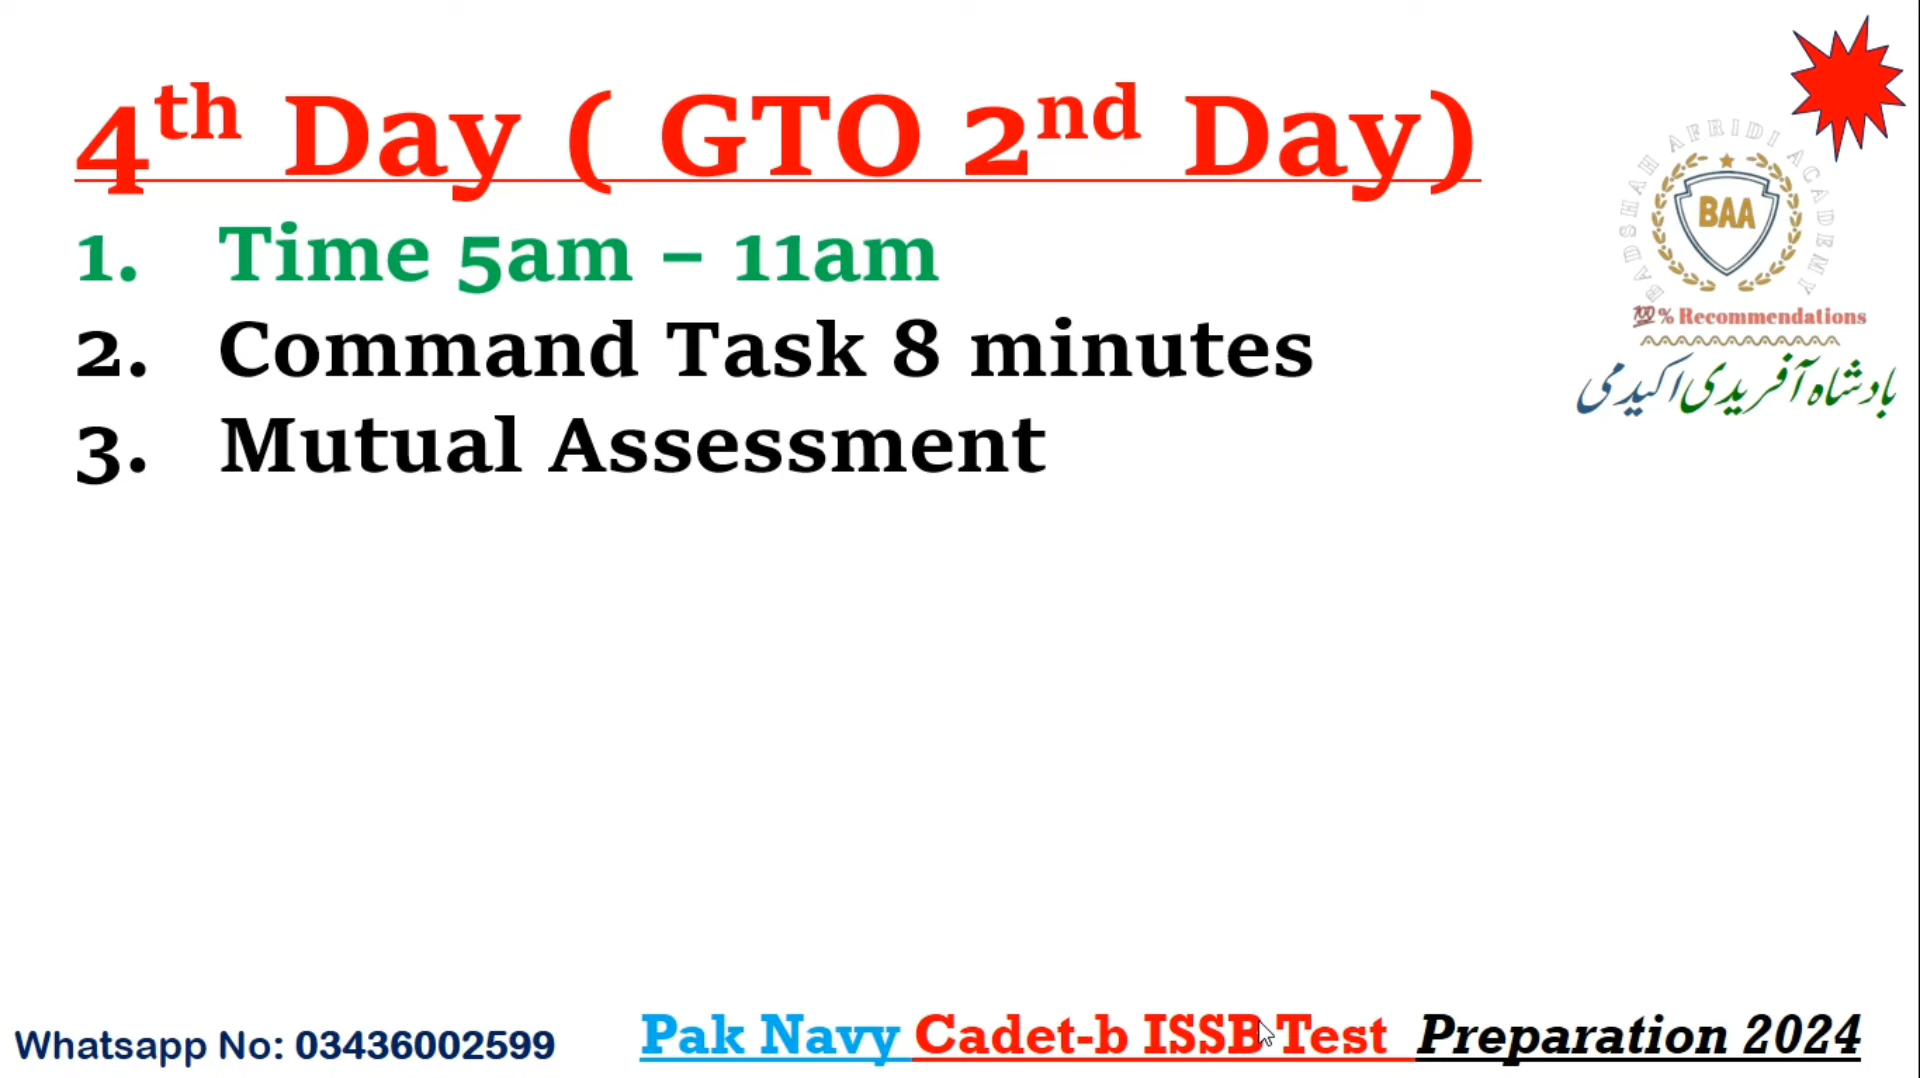 4th Day ( GTO 2nd Day)
1. Time 5am – 11am
2. Command Task 8 minutes
3. Mutual Assessment
BADSHAH AFRIDI ACADEMY
BAA
100% Recommendations
بادشاہ آفریدی اکیڈمی
Whatsapp No: 03436002599
Pak Navy Cadet-b ISSB Test Preparation 2024